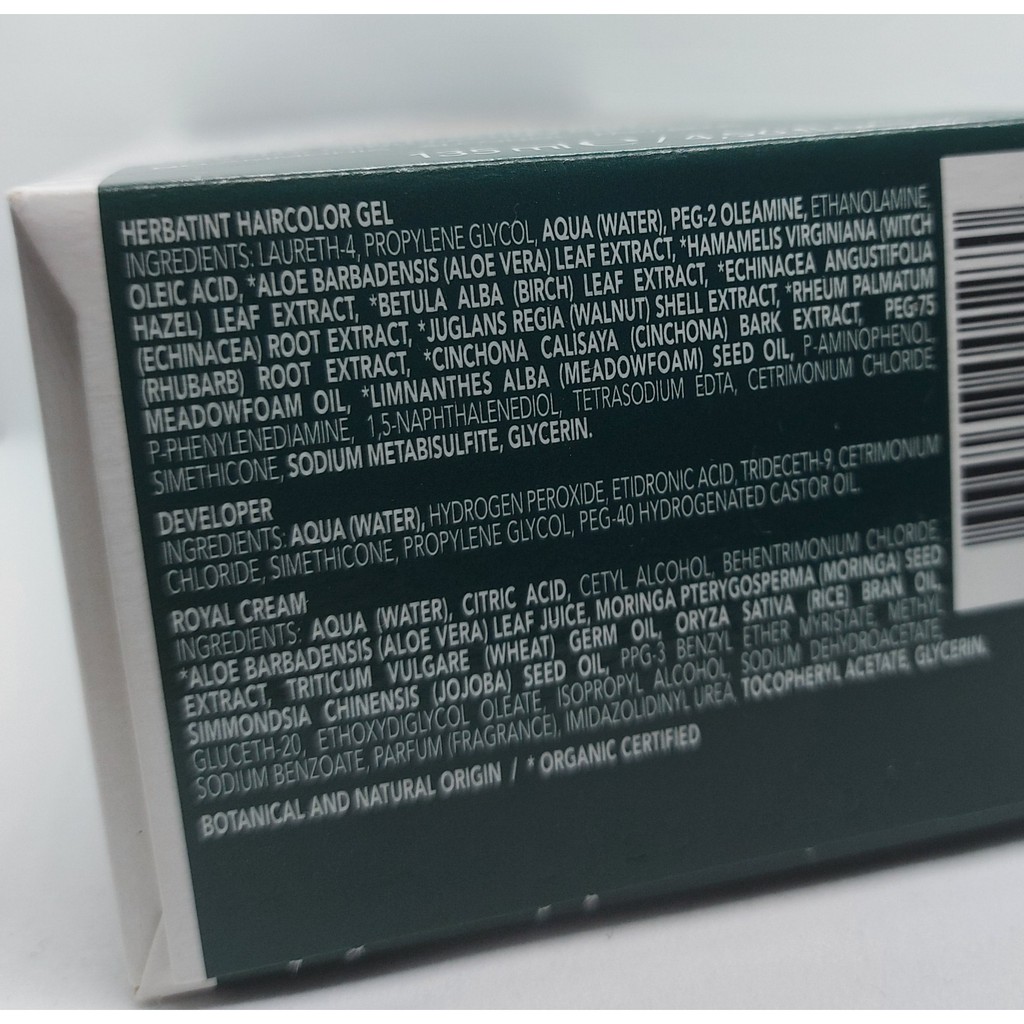 135 ml
HERBATINT HAIRCOLOR GEL
INGREDIENTS: LAURETH-4, PROPYLENE GLYCOL, AQUA (WATER), PEG-2 OLEAMINE, ETHANOLAMINE,
OLEIC ACID, *ALOE BARBADENSIS (ALOE VERA) LEAF EXTRACT, *HAMAMELIS VIRGINIANA (WITCH
HAZEL) LEAF EXTRACT, *BETULA ALBA (BIRCH) LEAF EXTRACT, *ECHINACEA ANGUSTIFOLIA
(ECHINACEA) ROOT EXTRACT, *JUGLANS REGIA (WALNUT) SHELL EXTRACT, *RHEUM PALMATUM
(RHUBARB) ROOT EXTRACT, *CINCHONA CALISAYA (CINCHONA) BARK EXTRACT, PEG-75
MEADOWFOAM OIL, *LIMNANTHES ALBA (MEADOWFOAM) SEED OIL, P-AMINOPHENOL,
P-PHENYLENEDIAMINE, 1,5-NAPHTHALENEDIOL, TETRASODIUM EDTA, CETRIMONIUM CHLORIDE,
SIMETHICONE, SODIUM METABISULFITE, GLYCERIN.
DEVELOPER
INGREDIENTS: AQUA (WATER), HYDROGEN PEROXIDE, ETIDRONIC ACID, TRIDECETH-9, CETRIMONIUM
CHLORIDE, SIMETHICONE, PROPYLENE GLYCOL, PEG-40 HYDROGENATED CASTOR OIL.
ROYAL CREAM
INGREDIENTS: AQUA (WATER), CITRIC ACID, CETYL ALCOHOL, BEHENTRIMONIUM CHLORIDE,
*ALOE BARBADENSIS (ALOE VERA) LEAF JUICE, MORINGA PTERYGOSPERMA (MORINGA) SEED
EXTRACT, TRITICUM VULGARE (WHEAT) GERM OIL, ORYZA SATIVA (RICE) BRAN OIL,
SIMMONDSIA CHINENSIS (JOJOBA) SEED OIL, PPG-3 BENZYL ETHER MYRISTATE, METHYL
GLUCETH-20, ETHOXYDIGLYCOL OLEATE, ISOPROPYL ALCOHOL, SODIUM DEHYDROACETATE,
SODIUM BENZOATE, PARFUM (FRAGRANCE), IMIDAZOLIDINYL UREA, TOCOPHERYL ACETATE, GLYCERIN.
BOTANICAL AND NATURAL ORIGIN / * ORGANIC CERTIFIED